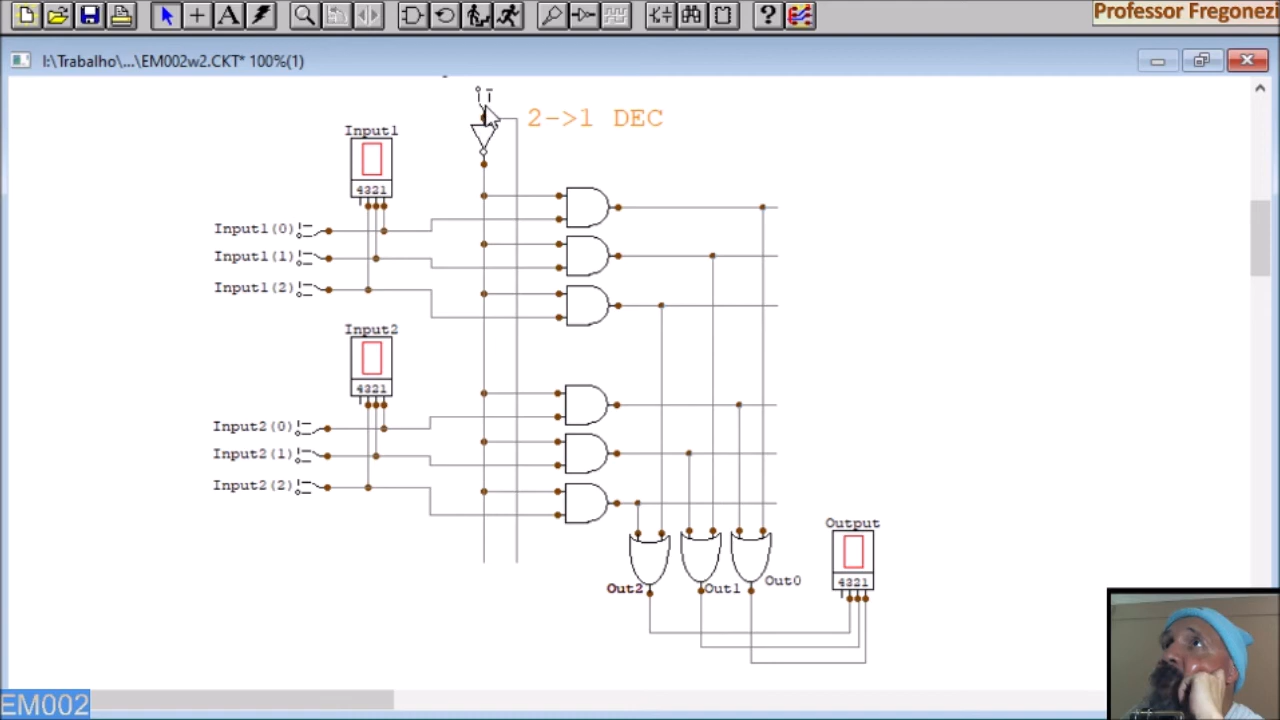 Professor Fregonezi
I:\Trabalho\...\EM002w2.CKT* 100%(1)
2->1 DEC
Input1
4321
Input1(0)
Input1(1)
Input1(2)
Input2
4321
Input2(0)
Input2(1)
Input2(2)
Output
4321
Out2
Out1
Out0
EM002